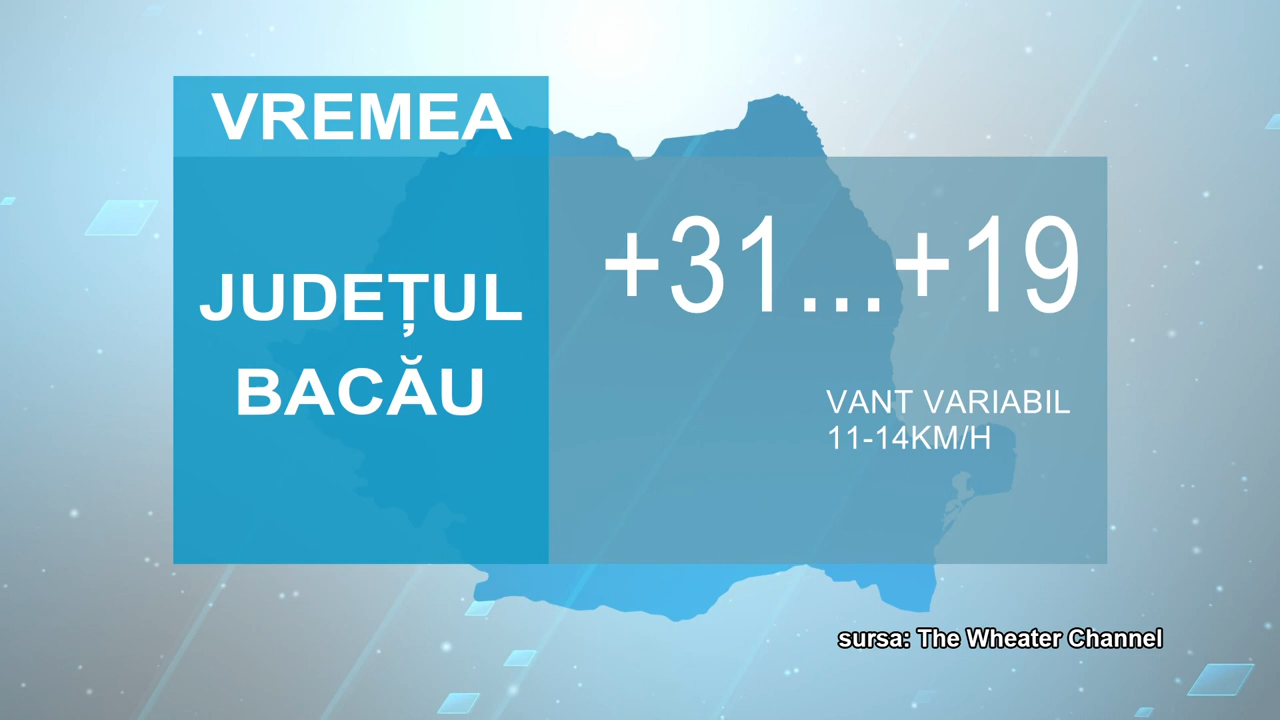 VREMEA
JUDEȚUL
BACĂU
+31...+19
VANT VARIABIL
11-14KM/H
sursa: The Wheater Channel